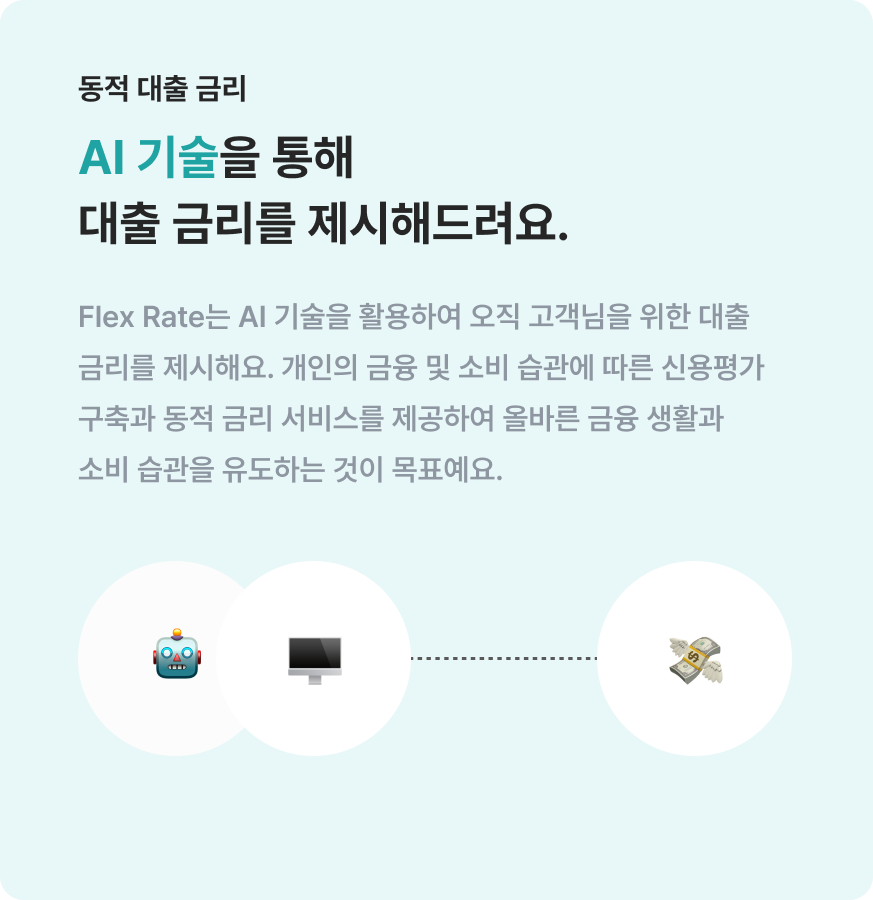 동적 대출 금리
AI 기술을 통해
대출 금리를 제시해드려요.
Flex Rate는 AI 기술을 활용하여 오직 고객님을 위한 대출
금리를 제시해요. 개인의 금융 및 소비 습관에 따른 신용평가
구축과 동적 금리 서비스를 제공하여 올바른 금융 생활과
소비 습관을 유도하는 것이 목표예요.